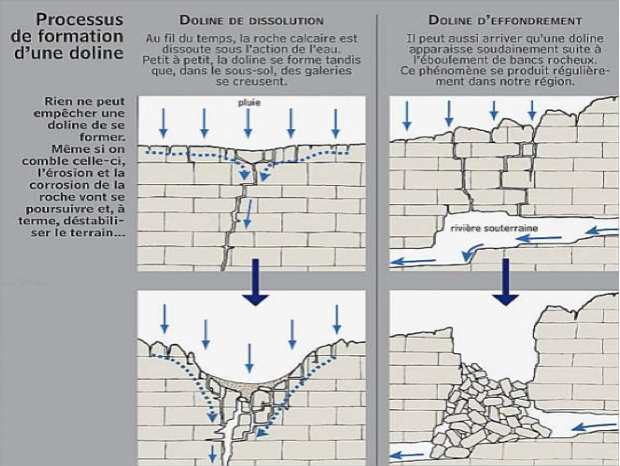 Processus
de formation
d'une doline
Rien ne peut
empêcher une
doline de se
former.
Même si on
comble celle-ci,
l'érosion et la
corrosion de la
roche vont se
poursuivre et, à
terme, déstabili-
ser le terrain...
DOLINE DE DISSOLUTION
Au fil du temps, la roche calcaire est
dissoute sous l'action de l'eau.
Petit à petit, la doline se forme tandis
que, dans le sous-sol, des galeries
se creusent.
pluie
DOLINE D'EFFONDREMENT
Il peut aussi arriver qu'une doline
apparaisse soudainement suite à
l'éboulement de bancs rocheux.
Ce phénomène se produit régulière-
ment dans notre région.
rivière souterraine